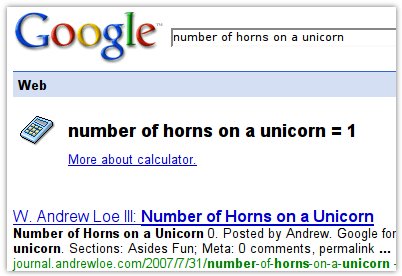 Google™ number of horns on a unicorn
Web
number of horns on a unicorn = 1
More about calculator.
W. Andrew Loe III: Number of Horns on a Unicorn
Number of Horns on a Unicorn 0. Posted by Andrew. Google for
unicorn. Sections: Asides Fun; Meta: 0 comments, permalink ...
journal.andrewloe.com/2007/7/31/number-of-horns-on-a-unicorn -